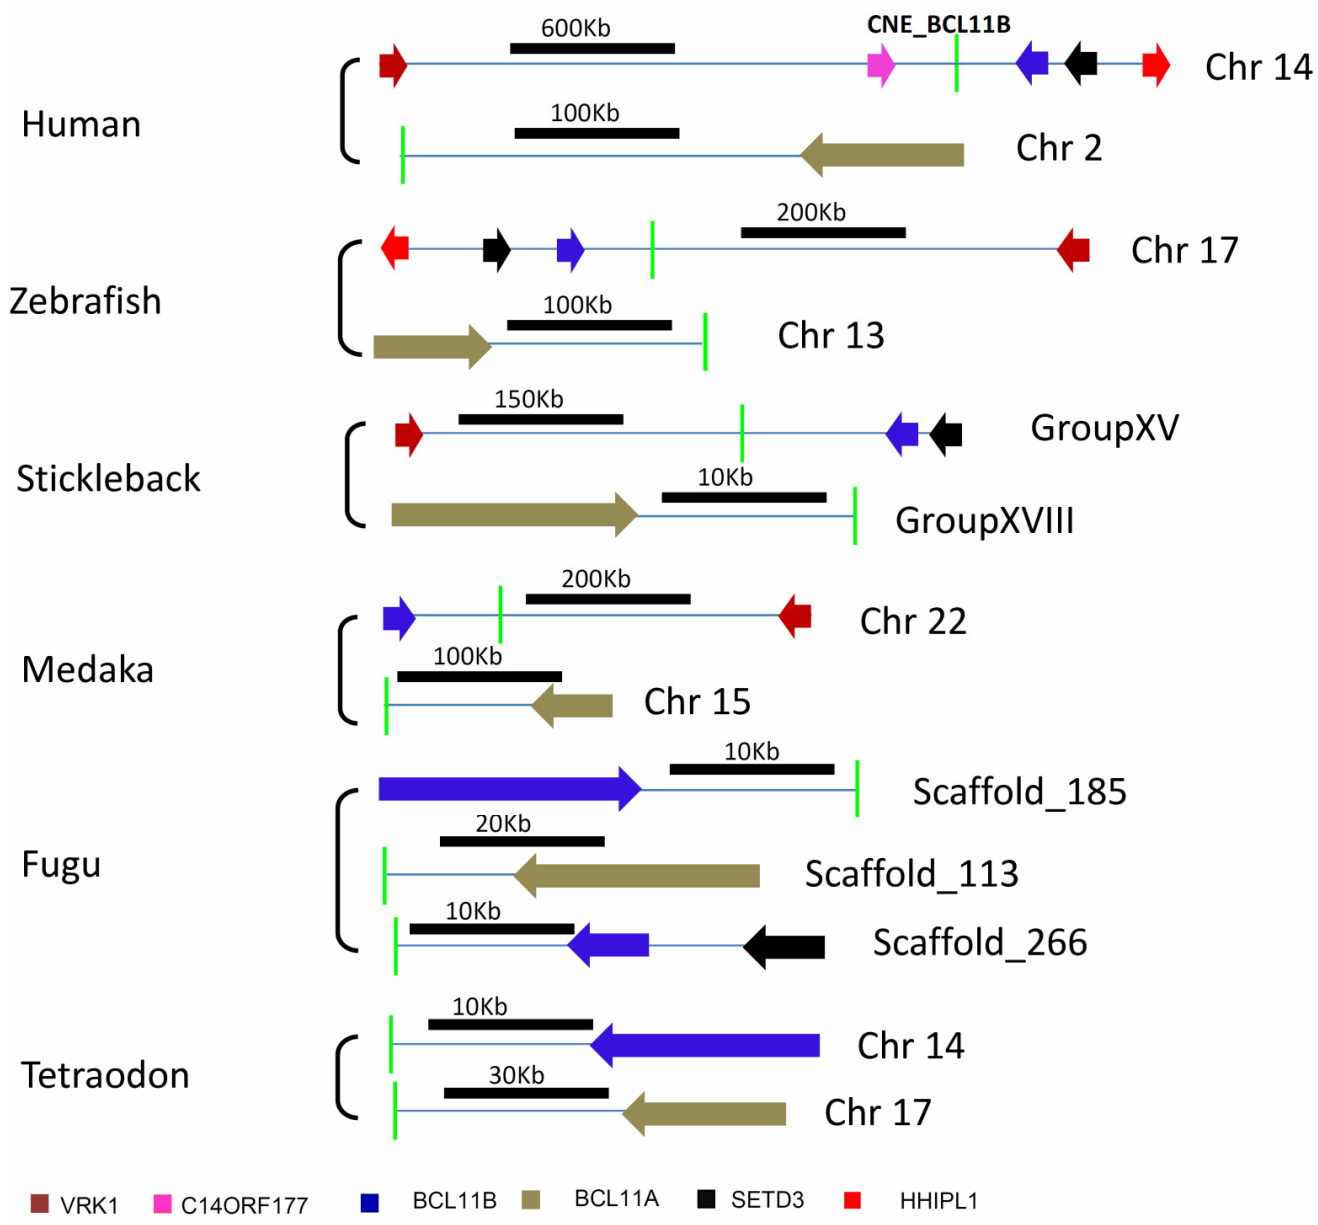 CNE_BCL11B
600Kb
Chr 14
Human
100Kb
Chr 2
200Kb
Chr 17
Zebrafish
100Kb
Chr 13
150Kb
GroupXV
Stickleback
10Kb
GroupXVIII
200Kb
Chr 22
Medaka
100Kb
Chr 15
10Kb
Scaffold_185
Fugu
20Kb
Scaffold_113
10Kb
Scaffold_266
10Kb
Chr 14
Tetraodon
30Kb
Chr 17
VRK1 C14ORF177 BCL11B BCL11A SETD3 HHIPL1